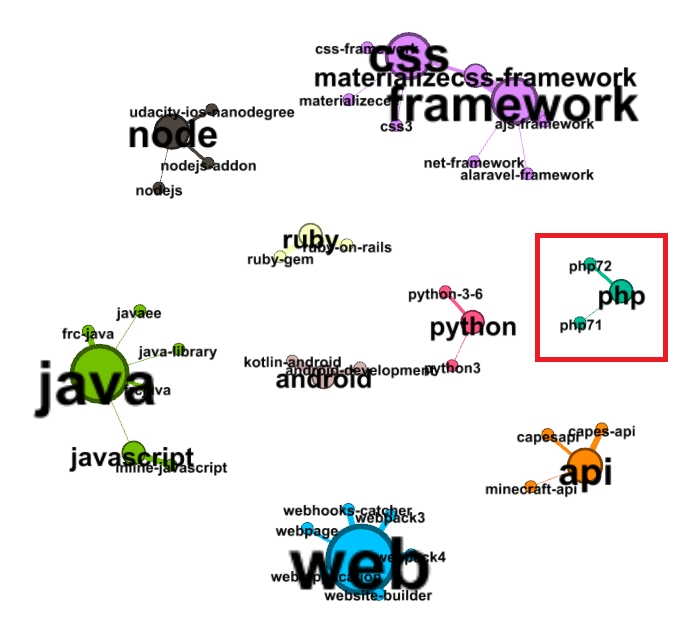 css-framework
css
materializecss-framework
materializecss
framework
css3
ajs-framework
net-framework
alaravel-framework
udacity-ios-nanodegree
node
nodejs-addon
nodejs
ruby
ruby-on-rails
ruby-gem
php72
php
php71
python-3-6
python
python3
javaee
frc-java
java-library
java
javascript
inline-javascript
kotlin-android
android-development
android
capes-api
capesapi
api
minecraft-api
webhooks-catcher
webpack3
webpage
web
webpack4
website-builder